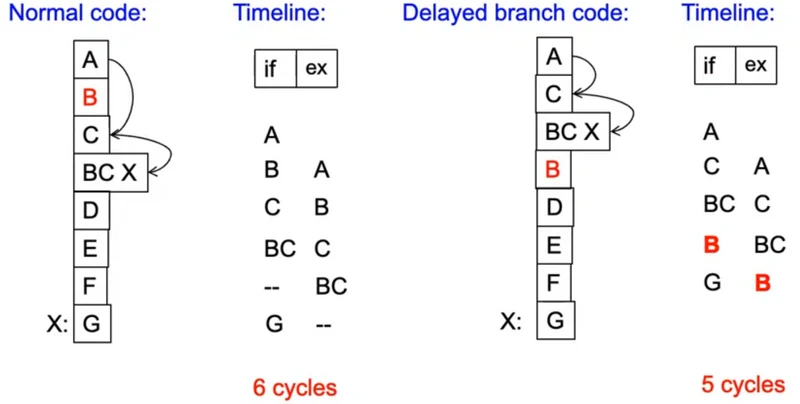 Normal code:
Timeline:
Delayed branch code:
Timeline:
if ex
if ex
A
B
C
BC X
D
E
F
X: G
A
B A
C B
BC C
-- BC
G --
6 cycles
A
C
BC X
B
D
E
F
X: G
A
C A
BC C
B BC
G B
5 cycles